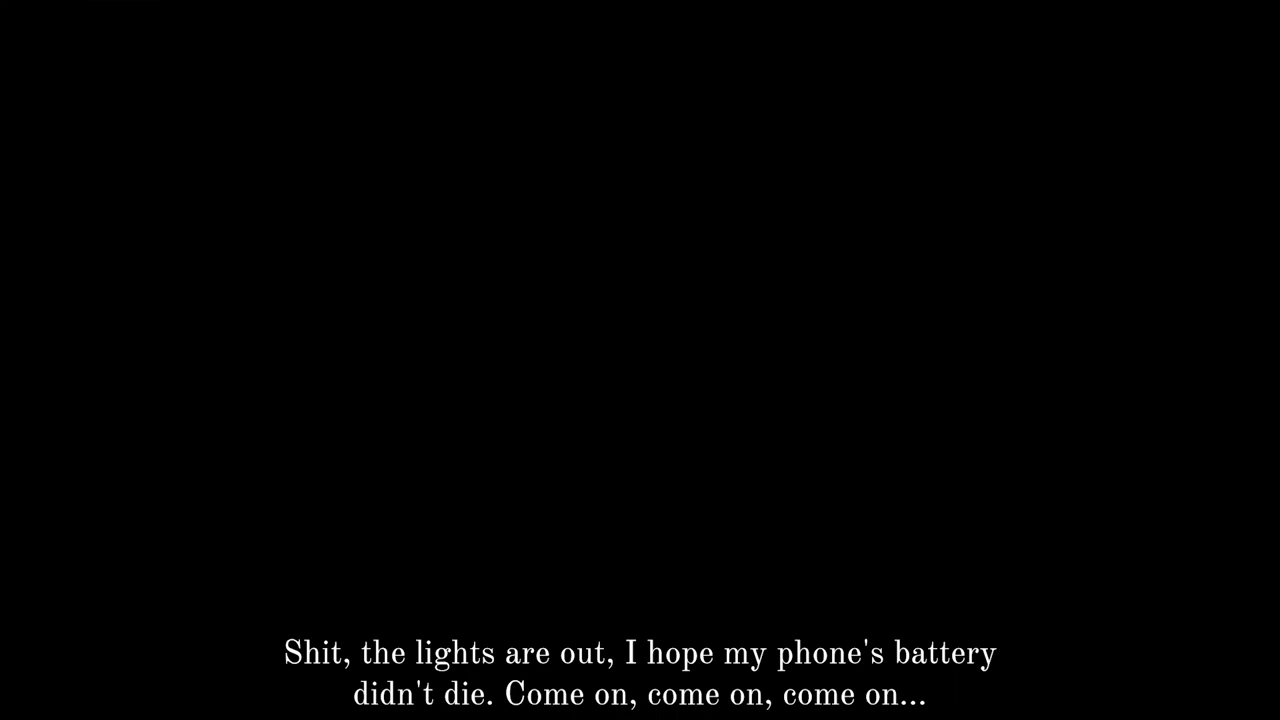 Shit, the lights are out, I hope my phone's battery
didn't die. Come on, come on, come on...